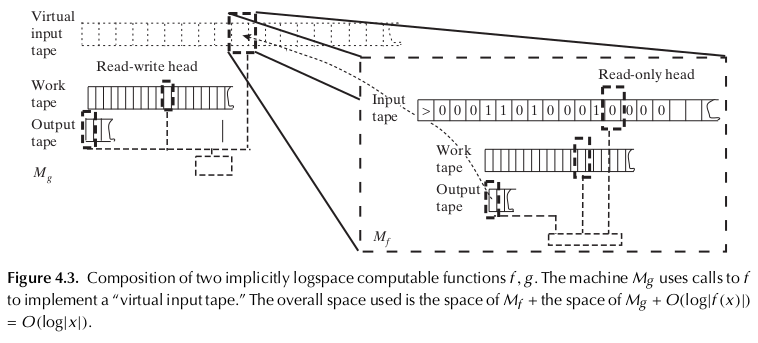 Virtual
input
tape
Read-write head
Work
tape
Output
tape
M_g
Read-only head
Input
tape
> 0 0 0 1 1 0 1 0 0 0 1 0 0 0 0
Work
tape
Output
tape
M_f
Figure 4.3. Composition of two implicitly logspace computable functions f, g. The machine M_g uses calls to f
to implement a “virtual input tape.” The overall space used is the space of M_f + the space of M_g + O(log|f(x)|)
= O(log|x|).